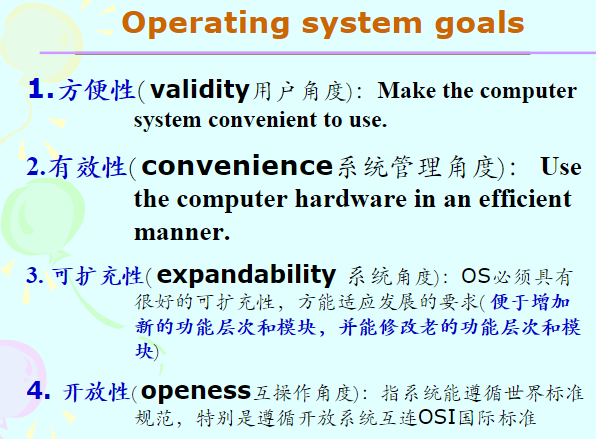 Operating system goals
1.方便性( validity用户角度)：Make the computer
system convenient to use.
2.有效性( convenience系统管理角度)： Use
the computer hardware in an efficient
manner.
3. 可扩充性( expandability 系统角度)：OS必须具有
很好的可扩充性，方能适应发展的要求( 便于增加
新的功能层次和模块，并能修改老的功能层次和模
块)
4. 开放性( openess互操作角度)：指系统能遵循世界标准
规范，特别是遵循开放系统互连OSI国际标准